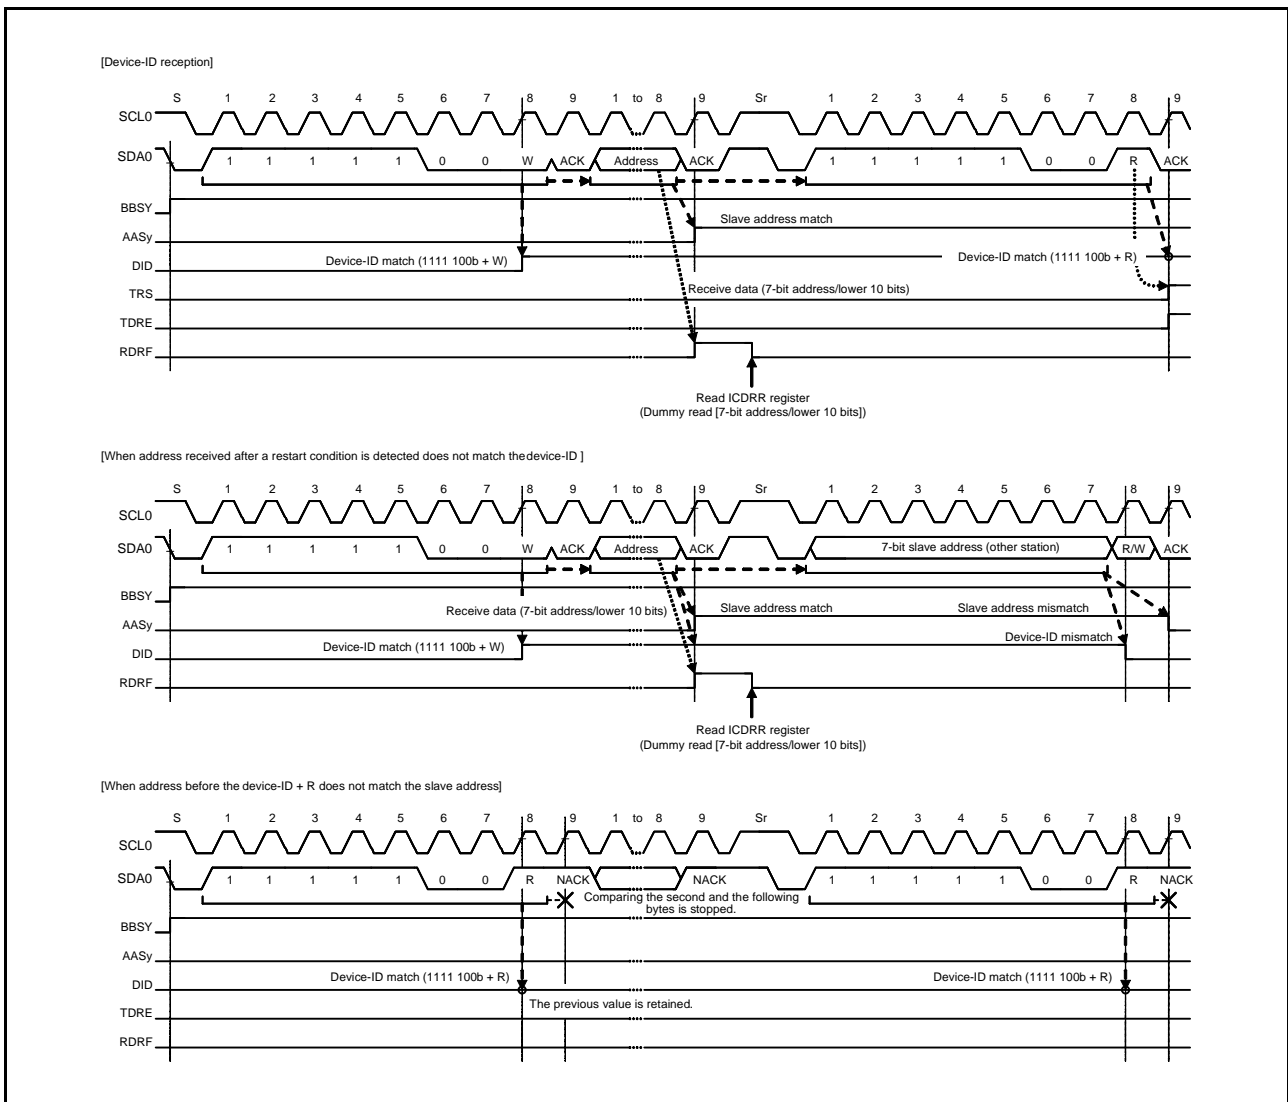 [Device-ID reception]
S 1 2 3 4 5 6 7 8 9 1 to 8 9 Sr 1 2 3 4 5 6 7 8 9
SCL0
SDA0 1 1 1 1 1 0 0 W ACK Address ACK 1 1 1 1 1 0 0 R ACK
BBSY
Slave address match
AASy
Device-ID match (1111 100b + W) Device-ID match (1111 100b + R)
DID
TRS Receive data (7-bit address/lower 10 bits)
TDRE
RDRF
Read ICDRR register
(Dummy read [7-bit address/lower 10 bits])
[When address received after a restart condition is detected does not match thedevice-ID ]
S 1 2 3 4 5 6 7 8 9 1 to 8 9 Sr 1 2 3 4 5 6 7 8 9
SCL0
SDA0 1 1 1 1 1 0 0 W ACK Address ACK 7-bit slave address (other station) R/W ACK
BBSY
Receive data (7-bit address/lower 10 bits) Slave address match Slave address mismatch
AASy
Device-ID match (1111 100b + W) Device-ID mismatch
DID
RDRF
Read ICDRR register
(Dummy read [7-bit address/lower 10 bits])
[When address before the device-ID + R does not match the slave address]
S 1 2 3 4 5 6 7 8 9 1 to 8 9 Sr 1 2 3 4 5 6 7 8 9
SCL0
SDA0 1 1 1 1 1 0 0 R NACK NACK 1 1 1 1 1 0 0 R NACK
Comparing the second and the following
bytes is stopped.
BBSY
AASy
Device-ID match (1111 100b + R) Device-ID match (1111 100b + R)
DID
The previous value is retained.
TDRE
RDRF